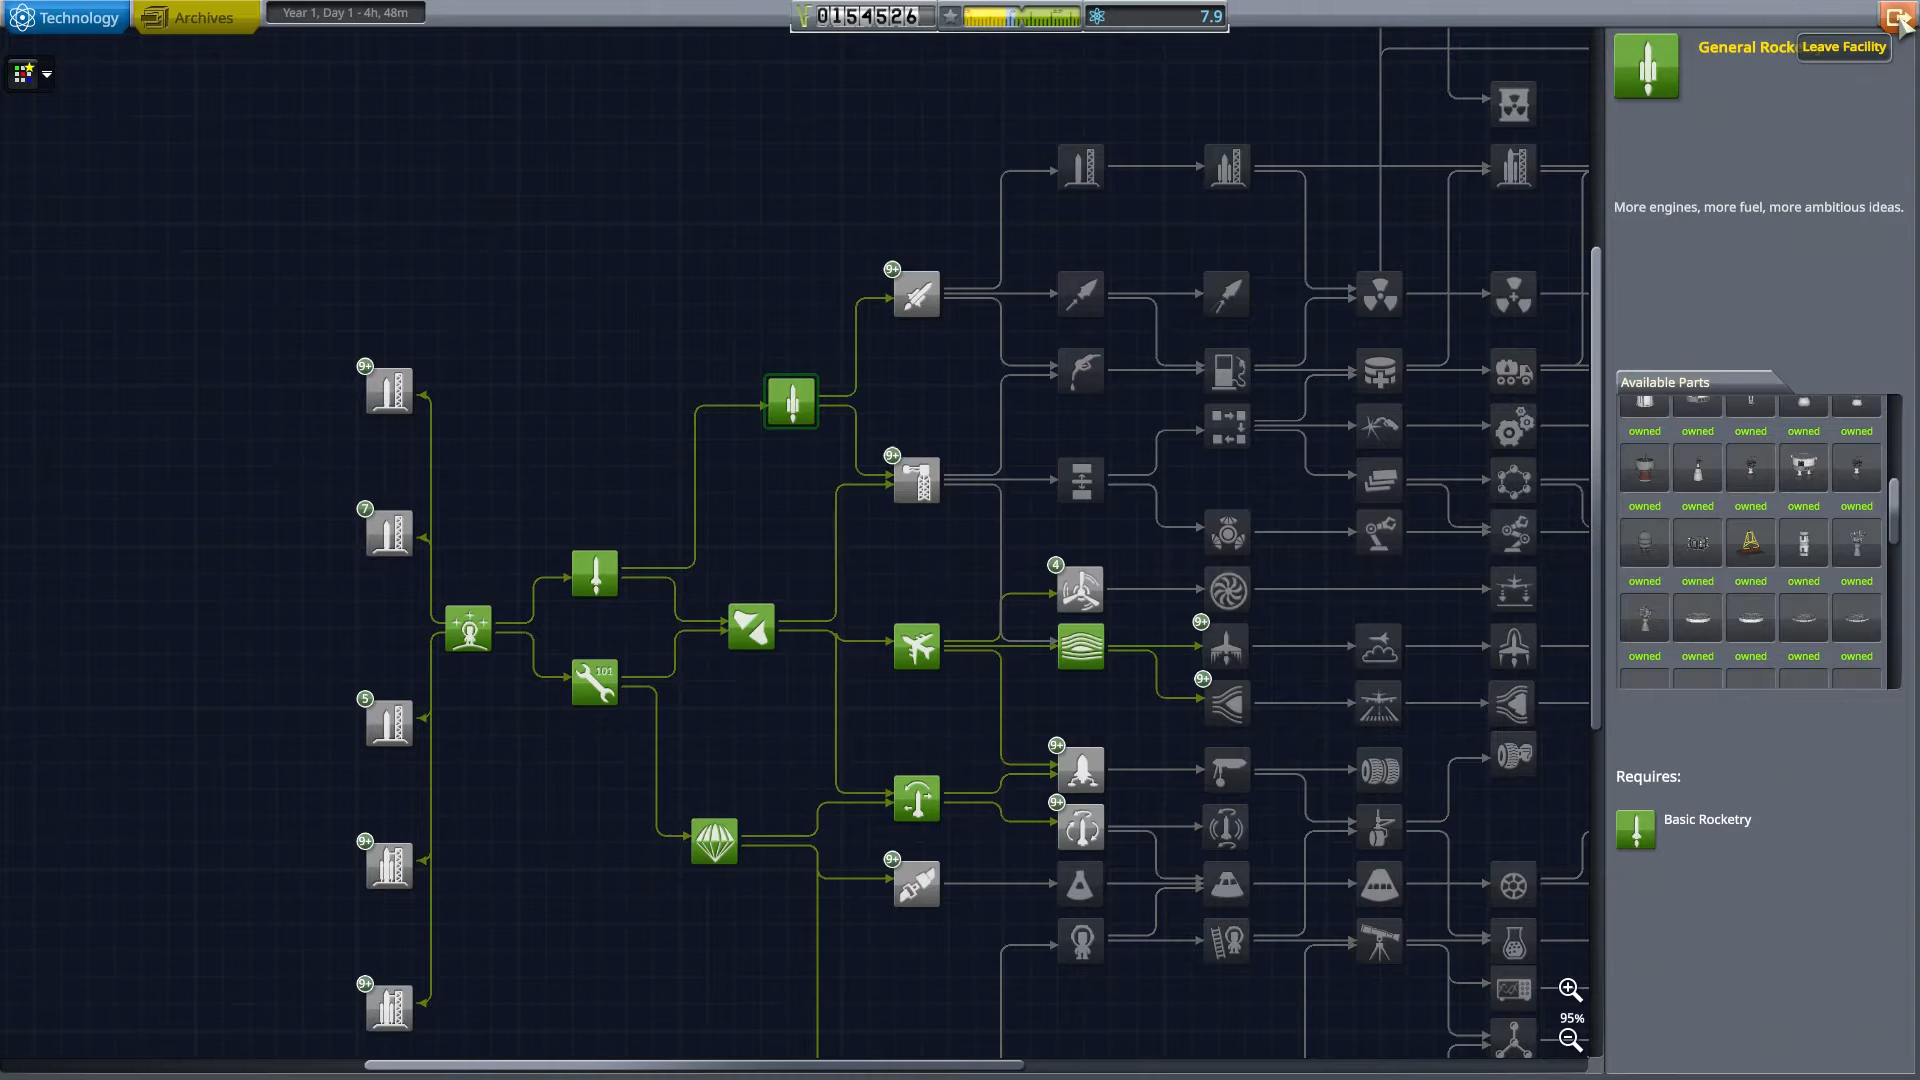 Technology
Archives
Year 1, Day 1 - 4h, 48m
0154526
7.9
General Rock
Leave Facility
More engines, more fuel, more ambitious ideas.
Available Parts
owned owned owned owned owned
owned owned owned owned owned
owned owned owned owned owned
owned owned owned owned owned
Requires:
Basic Rocketry
9+
9+
9+
7
4
101
9+
5
9+
9+
9+
9+
9+
9+
95%